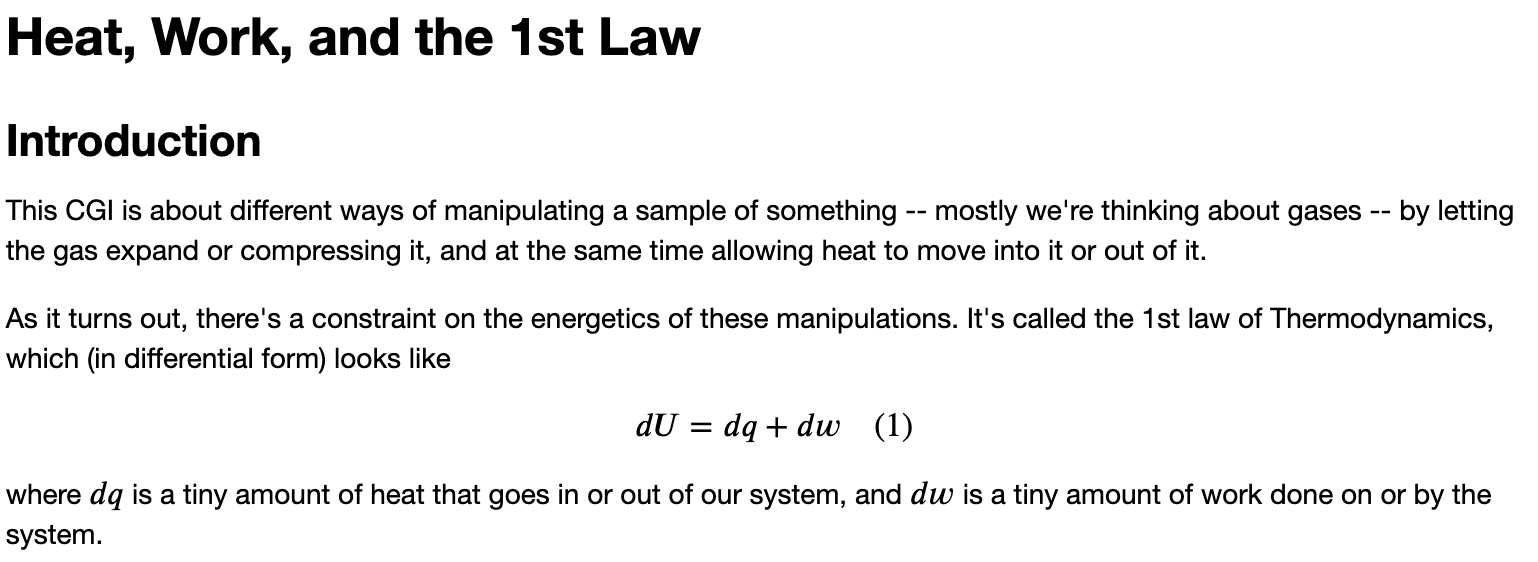 Heat, Work, and the 1st Law
Introduction
This CGI is about different ways of manipulating a sample of something -- mostly we're thinking about gases -- by letting
the gas expand or compressing it, and at the same time allowing heat to move into it or out of it.
As it turns out, there's a constraint on the energetics of these manipulations. It's called the 1st law of Thermodynamics,
which (in differential form) looks like
dU = dq + dw (1)
where dq is a tiny amount of heat that goes in or out of our system, and dw is a tiny amount of work done on or by the
system.